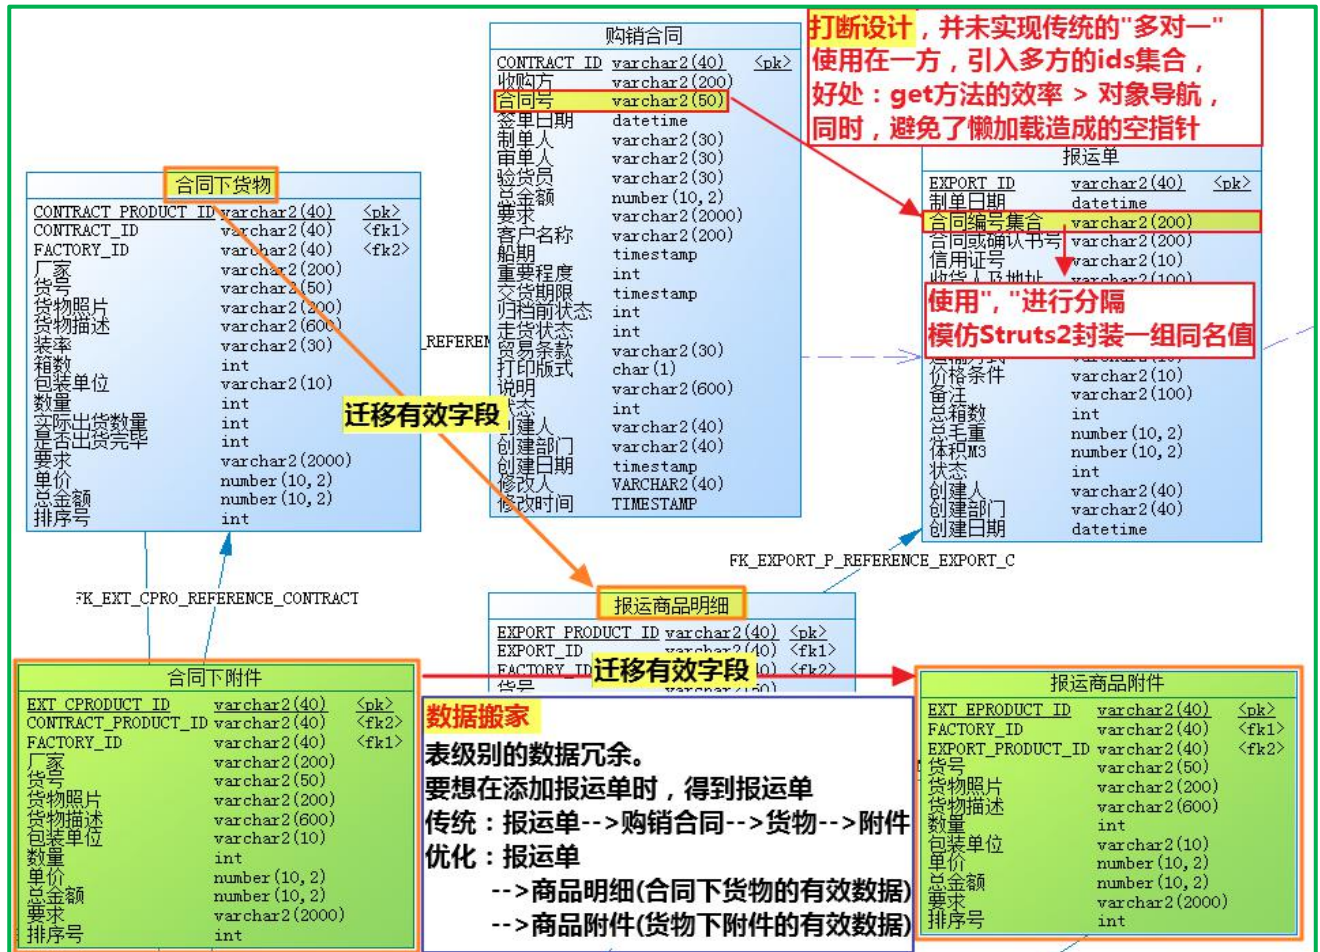 购销合同
CONTRACT_ID varchar2(40) <pk>
收购方 varchar2(200)
合同号 varchar2(50)
签单日期 datetime
制单人 varchar2(30)
审单人 varchar2(30)
验货员 varchar2(30)
总金额 number(10,2)
要求 varchar2(2000)
客户名称 varchar2(200)
船期 timestamp
重要程度 int
交货期限 timestamp
归档前状态 int
走货状态 int
贸易条款 varchar2(30)
打印版式 char(1)
说明 varchar2(600)
状态 int
创建人 varchar2(40)
创建部门 varchar2(40)
创建日期 timestamp
修改人 VARCHAR2(40)
修改时间 TIMESTAMP
打断设计，并未实现传统的"多对一"
使用在一方，引入多方的ids集合，
好处：get方法的效率 > 对象导航，
同时，避免了懒加载造成的空指针
报运单
EXPORT_ID varchar2(40) <pk>
制单日期 datetime
合同编号集合 varchar2(200)
合同或确认书号 varchar2(200)
信用证号 varchar2(10)
收货人及地址 varchar2(100)
使用"，"进行分隔
模仿Struts2封装一组同名值
运输方式 varchar2(10)
价格条件 varchar2(10)
备注 varchar2(100)
总箱数 int
总毛重 number(10,2)
体积M3 number(10,2)
状态 int
创建人 varchar2(40)
创建部门 varchar2(40)
创建日期 datetime
合同下货物
CONTRACT_PRODUCT_ID varchar2(40) <pk>
CONTRACT_ID varchar2(40) <fk1>
FACTORY_ID varchar2(40) <fk2>
厂家 varchar2(200)
货号 varchar2(50)
货物照片 varchar2(200)
货物描述 varchar2(600)
装率 varchar2(30)
箱数 int
包装单位 varchar2(10)
数量 int
实际出货数量 int
是否出货完毕 int
要求 varchar2(2000)
单价 number(10,2)
总金额 number(10,2)
排序号 int
_REFEREN
迁移有效字段
FK_EXPORT_P_REFERENCE_EXPORT_C
FK_EXT_CPRO_REFERENCE_CONTRACT
报运商品明细
EXPORT_PRODUCT_ID varchar2(40) <pk>
EXPORT_ID varchar2(40) <fk1>
FACTORY_ID <fk2>
货号 varchar2(50)
迁移有效字段
合同下附件
EXT_CPRODUCT_ID varchar2(40) <pk>
CONTRACT_PRODUCT_ID varchar2(40) <fk2>
FACTORY_ID varchar2(40) <fk1>
厂家 varchar2(200)
货号 varchar2(50)
货物照片 varchar2(200)
货物描述 varchar2(600)
包装单位 varchar2(10)
数量 int
单价 number(10,2)
总金额 number(10,2)
要求 varchar2(2000)
排序号 int
数据搬家
表级别的数据冗余。
要想在添加报运单时，得到报运单
传统：报运单-->购销合同-->货物-->附件
优化：报运单
-->商品明细(合同下货物的有效数据)
-->商品附件(货物下附件的有效数据)
报运商品附件
EXT_EPRODUCT_ID varchar2(40) <pk>
FACTORY_ID varchar2(40) <fk1>
EXPORT_PRODUCT_ID varchar2(40) <fk2>
货号 varchar2(50)
货物照片 varchar2(200)
货物描述 varchar2(600)
数量 int
包装单位 varchar2(10)
单价 number(10,2)
总金额 number(10,2)
要求 varchar2(2000)
排序号 int